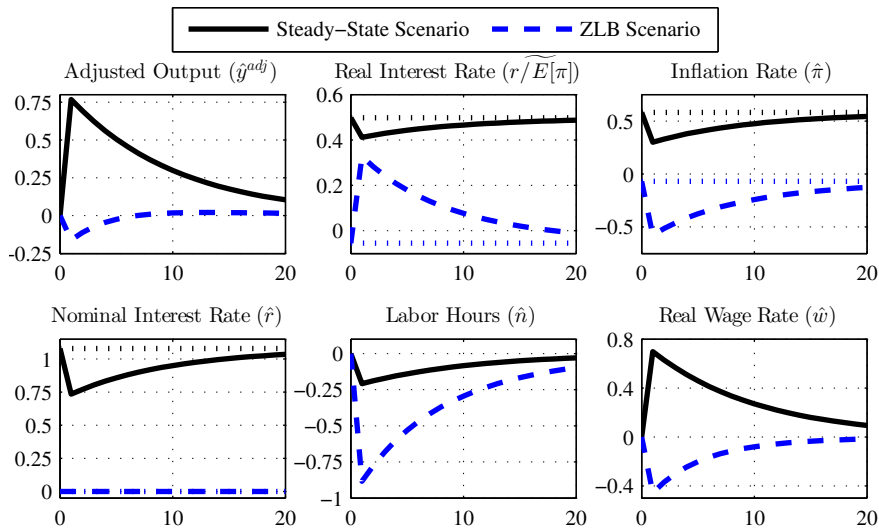 Steady−State Scenario ZLB Scenario
Adjusted Output (ŷ^{adj}) Real Interest Rate (r/\widetilde{E[π]}) Inflation Rate (π̂)
0.75
0.5
0.25
0
-0.25
0 10 20
0.6
0.4
0.2
0
0 10 20
0.5
0
−0.5
0 10 20
Nominal Interest Rate (r̂) Labor Hours (n̂) Real Wage Rate (ŵ)
1
0.75
0.5
0.25
0
0 10 20
0
−0.25
−0.5
−0.75
−1
0 10 20
0.8
0.4
0
−0.4
0 10 20